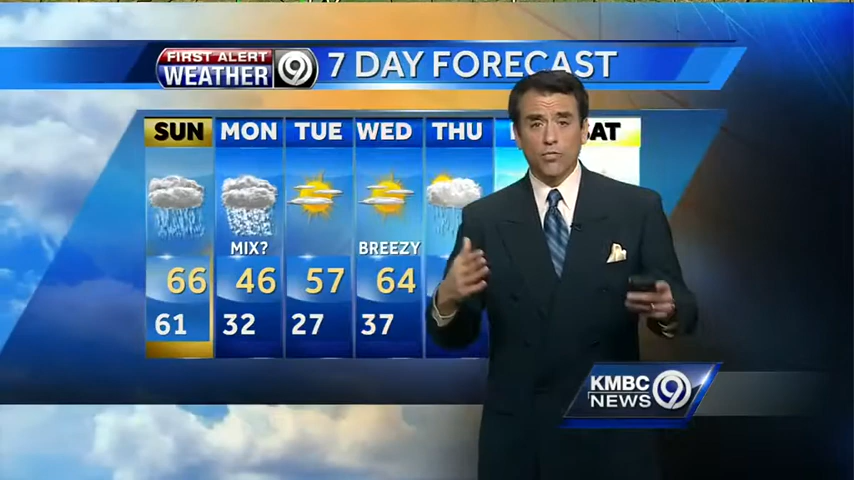 FIRST ALERT
WEATHER 9
7 DAY FORECAST
SUN MON TUE WED THU SAT
MIX? BREEZY
66 46 57 64
61 32 27 37
KMBC 9
NEWS